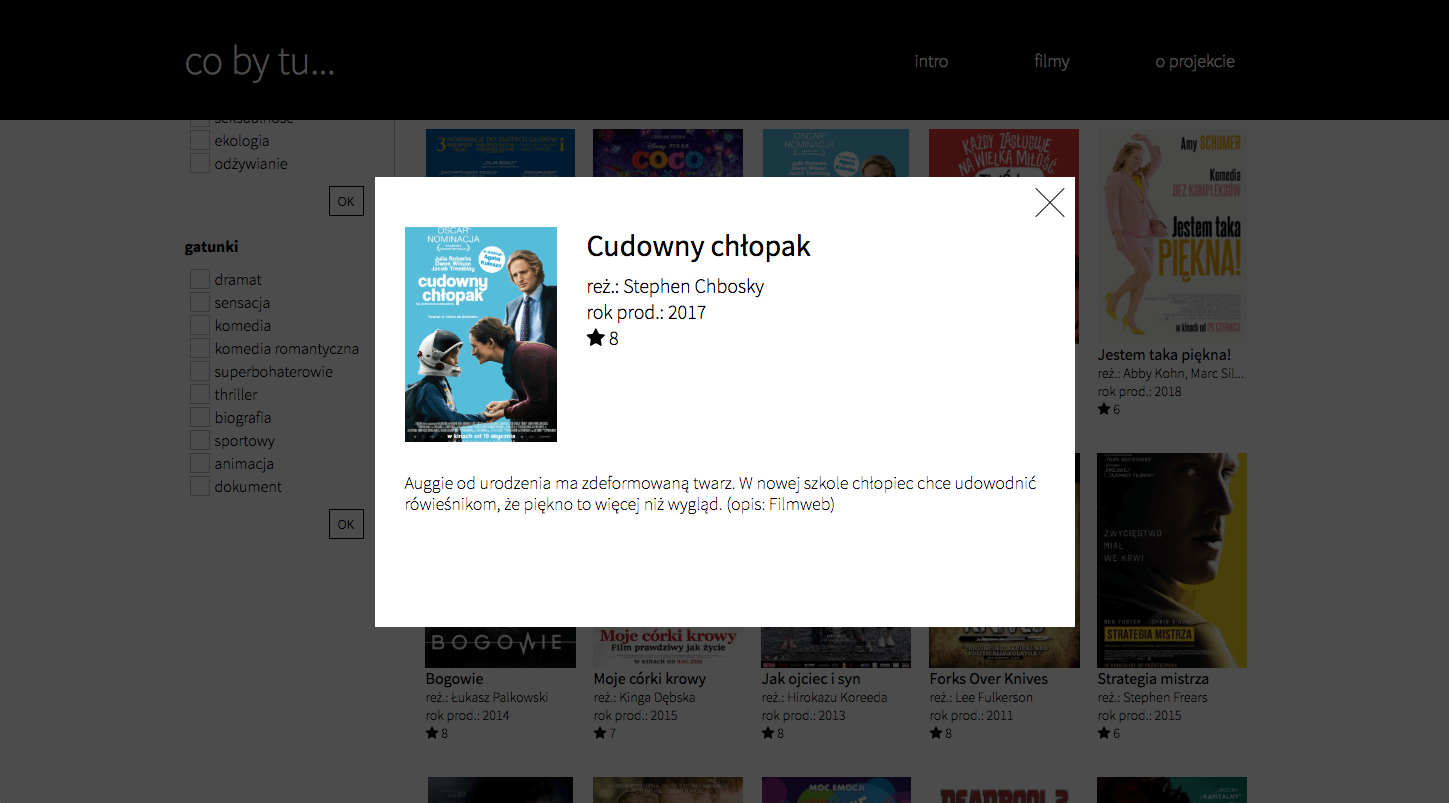 co by tu...
intro
filmy
o projekcie
seksualność
ekologia
odżywianie
OK
gatunki
dramat
sensacja
komedia
komedia romantyczna
superbohaterowie
thriller
biografia
sportowy
animacja
dokument
OK
DISNEY PIXAR
COCO
OSCAR
NOMINACJA
KAŻDY ZASŁUGUJE
NA WIELKĄ MIŁOŚĆ
Amy SCHUMER
Komedia
BEZ KOMPLEKSÓW
Jestem taka
PIĘKNA!
w kinach od 29 CZERWCA
Jestem taka piękna!
reż.: Abby Kohn, Marc Sil...
rok prod.: 2018
6
OSCAR
NOMINACJA
Julia Roberts
Owen Wilson
Jacob Tremblay
cudowny
chłopak
w kinach od 19 stycznia
Cudowny chłopak
reż.: Stephen Chbosky
rok prod.: 2017
8
Auggie od urodzenia ma zdeformowaną twarz. W nowej szkole chłopiec chce udowodnić
rówieśnikom, że piękno to więcej niż wygląd. (opis: Filmweb)
BOGOWIE
Bogowie
reż.: Łukasz Palkowski
rok prod.: 2014
8
Moje córki krowy
Film prawdziwy jak życie
Moje córki krowy
reż.: Kinga Dębska
rok prod.: 2015
7
Jak ojciec i syn
reż.: Hirokazu Koreeda
rok prod.: 2013
8
KNIVES
Forks Over Knives
reż.: Lee Fulkerson
rok prod.: 2011
8
ZWYCIĘSTWO
MIAŁ
WE KRWI
BEN FOSTER
STRATEGIA MISTRZA
Strategia mistrza
reż.: Stephen Frears
rok prod.: 2015
6
MOC EMOCJI
DEADPOOL 2